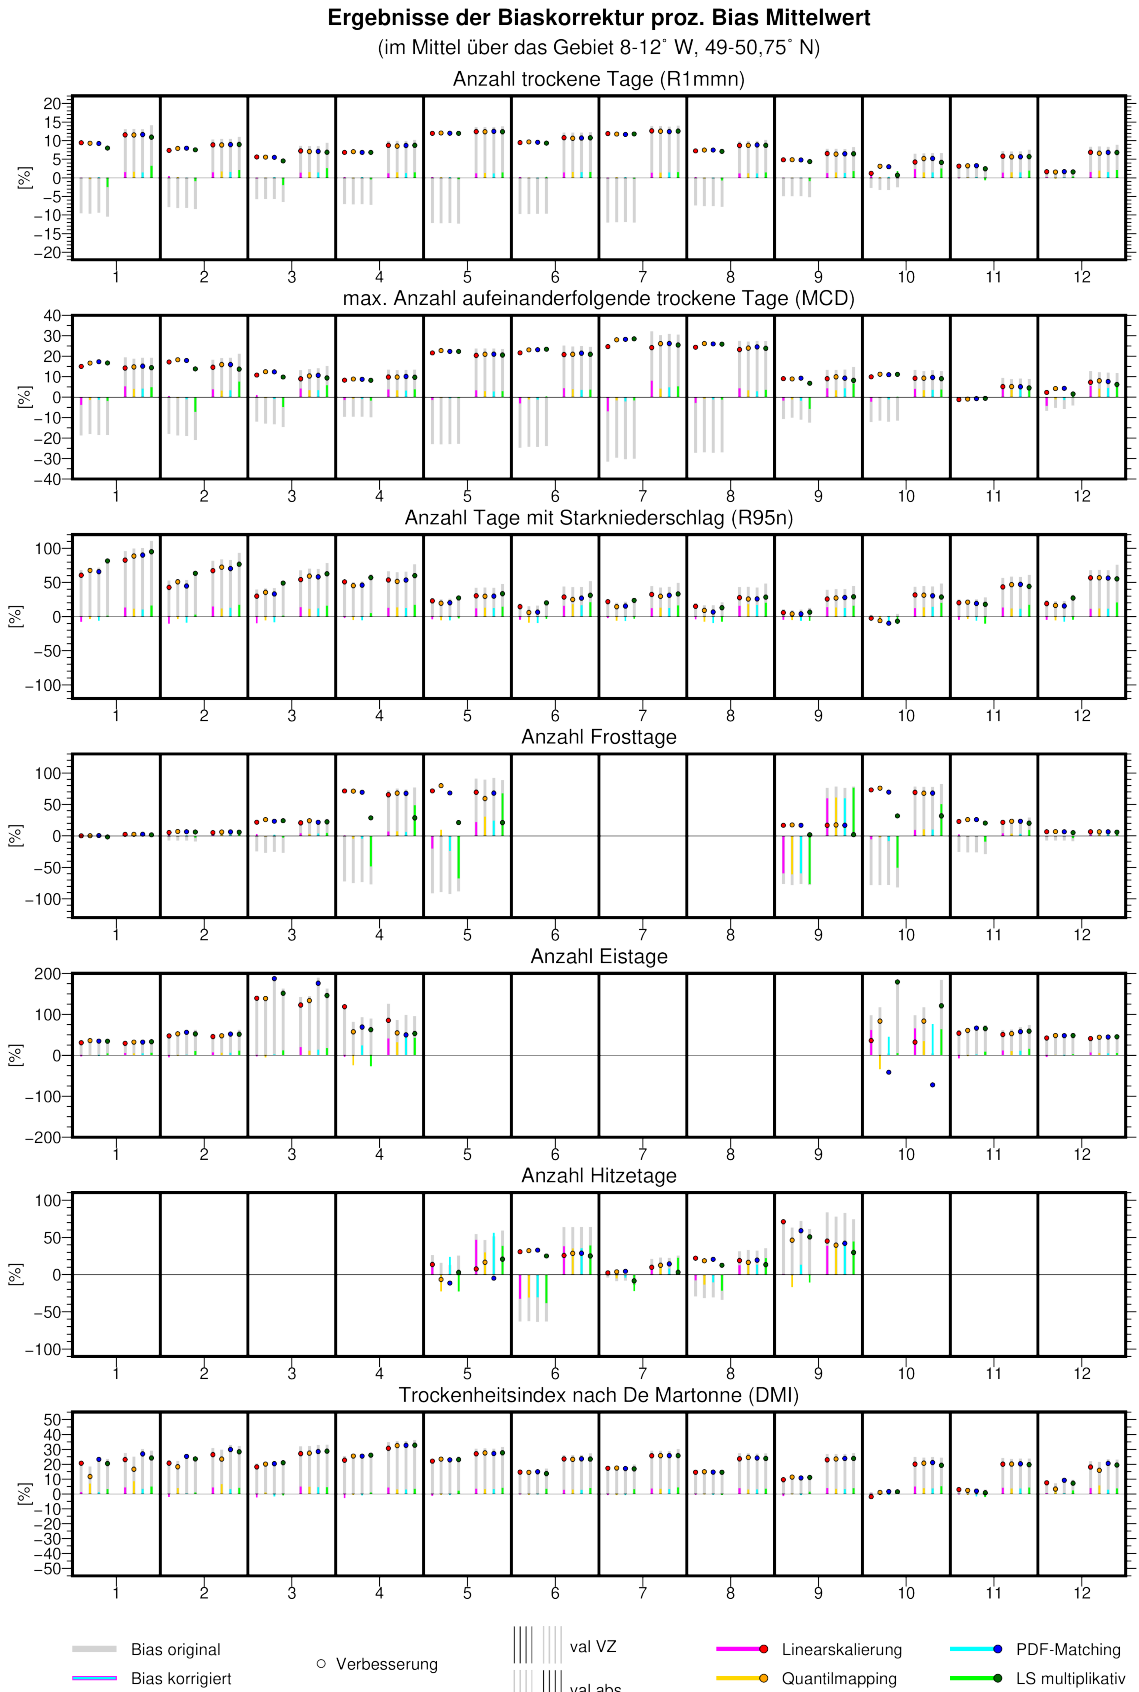 Ergebnisse der Biaskorrektur proz. Bias Mittelwert
(im Mittel über das Gebiet 8-12° W, 49-50,75° N)
Anzahl trockene Tage (R1mmn)
20
15
10
5
0
−5
−10
−15
−20
[%]
1 2 3 4 5 6 7 8 9 10 11 12
max. Anzahl aufeinanderfolgende trockene Tage (MCD)
40
30
20
10
0
−10
−20
−30
−40
[%]
1 2 3 4 5 6 7 8 9 10 11 12
Anzahl Tage mit Starkniederschlag (R95n)
100
50
0
−50
−100
[%]
1 2 3 4 5 6 7 8 9 10 11 12
Anzahl Frosttage
100
50
0
−50
−100
[%]
1 2 3 4 5 6 7 8 9 10 11 12
Anzahl Eistage
200
100
0
−100
−200
[%]
1 2 3 4 5 6 7 8 9 10 11 12
Anzahl Hitzetage
100
50
0
−50
−100
[%]
1 2 3 4 5 6 7 8 9 10 11 12
Trockenheitsindex nach De Martonne (DMI)
50
40
30
20
10
0
−10
−20
−30
−40
−50
[%]
1 2 3 4 5 6 7 8 9 10 11 12
Bias original
Bias korrigiert
Verbesserung
val VZ
val abs
Linearskalierung
Quantilmapping
PDF-Matching
LS multiplikativ